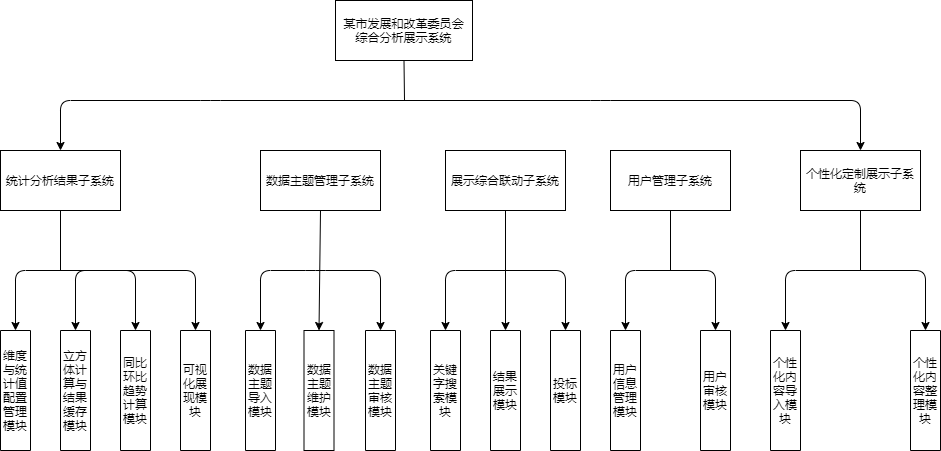 某市发展和改革委员会
综合分析展示系统
统计分析结果子系统
数据主题管理子系统
展示综合联动子系统
用户管理子系统
个性化定制展示子系
统
维度
与统
计值
配置
管理
模块
立方
体计
算与
结果
缓存
模块
同比
环比
趋势
计算
模块
可视
化展
现模
块
数据
主题
导入
模块
数据
主题
维护
模块
数据
主题
审核
模块
关键
字搜
索模
块
结果
展示
模块
投标
模块
用户
信息
管理
模块
用户
审核
模块
个性
化内
容导
入模
块
个性
化内
容整
理模
块